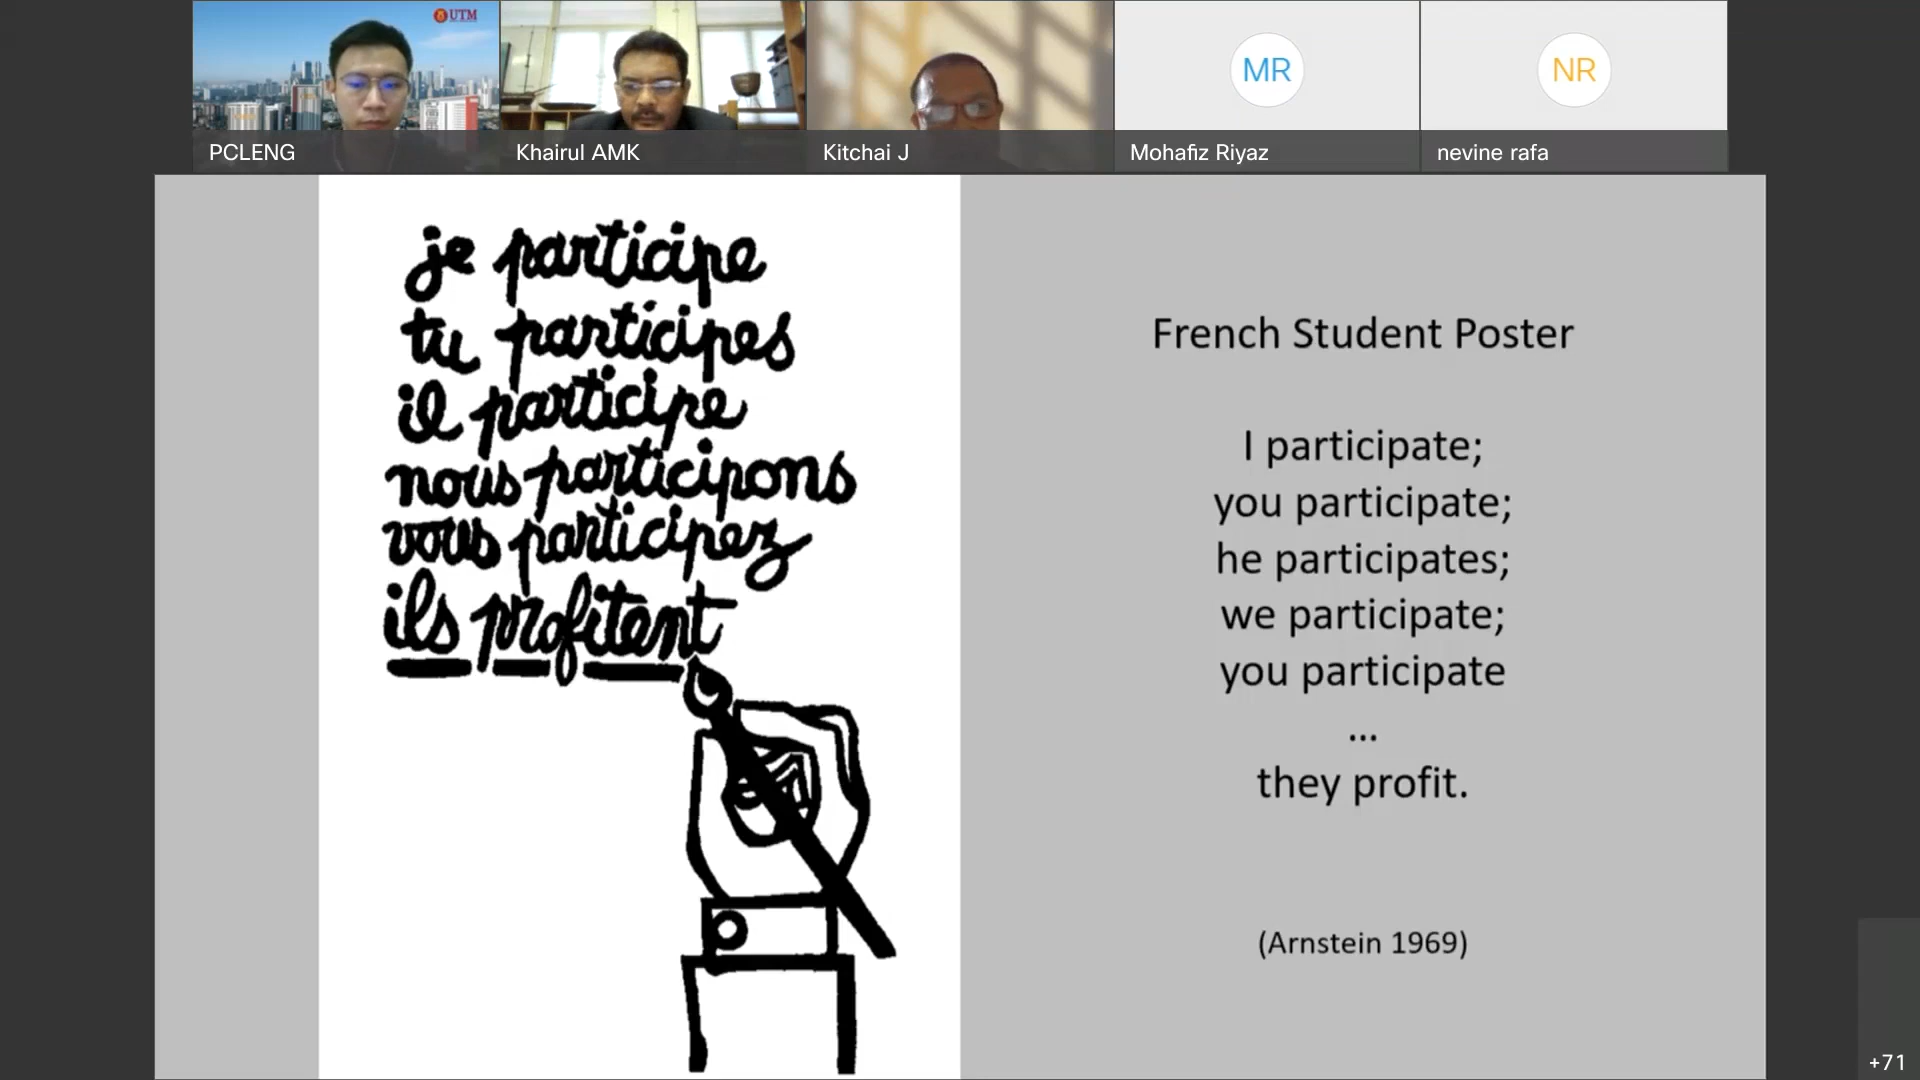 UTM
PCLENG
Khairul AMK
Kitchai J
MR
Mohafiz Riyaz
NR
nevine rafa
je participe
tu participes
il participe
nous participons
vous participez
ils profitent
French Student Poster
I participate;
you participate;
he participates;
we participate;
you participate
...
they profit.
(Arnstein 1969)
+71